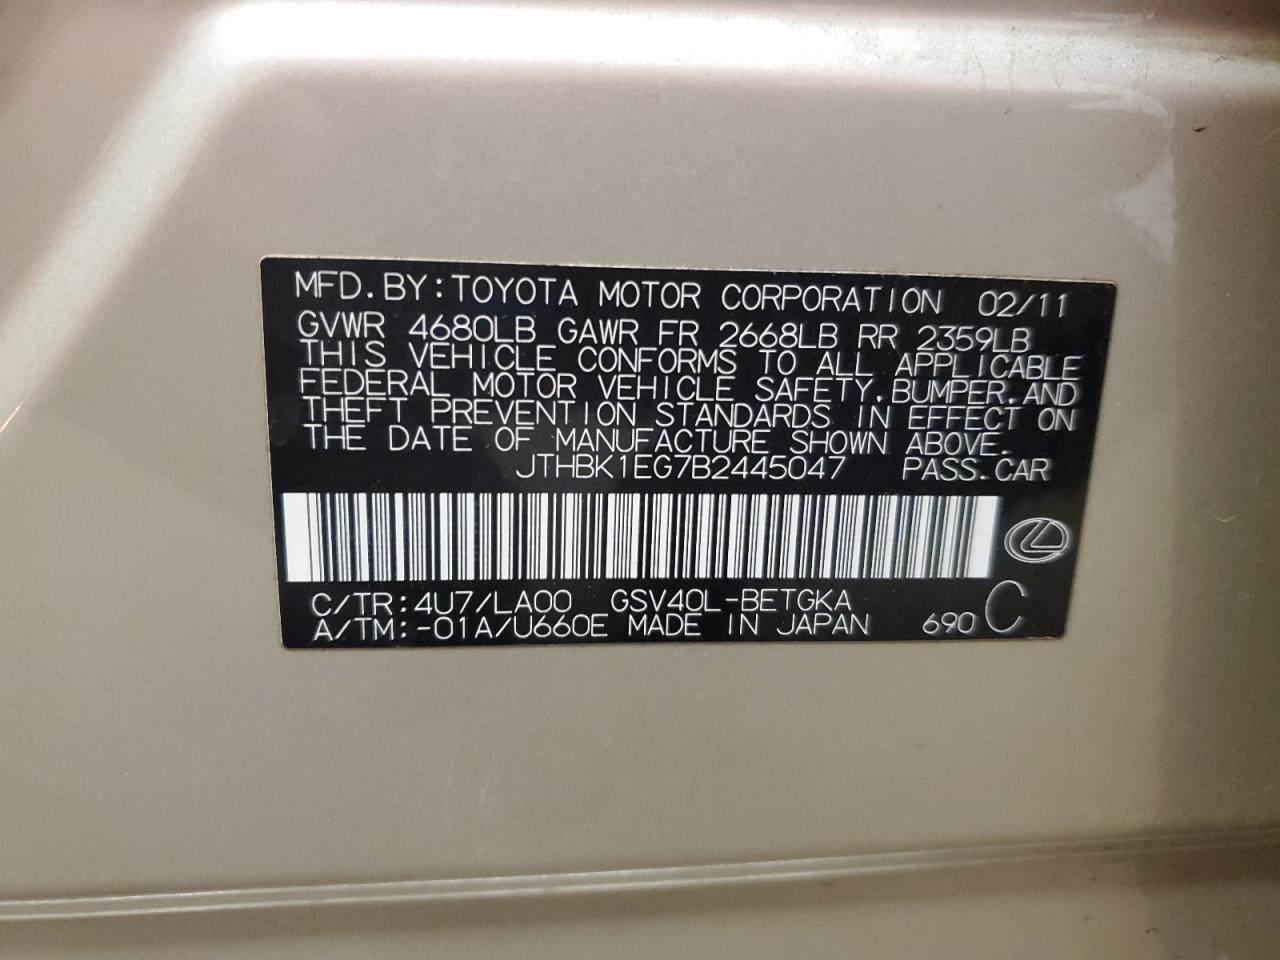 MFD. BY: TOYOTA MOTOR CORPORATION 02/11
GVWR 4680LB GAWR FR 2668LB RR 2359LB
THIS VEHICLE CONFORMS TO ALL APPLICABLE
FEDERAL MOTOR VEHICLE SAFETY, BUMPER, AND
THEFT PREVENTION STANDARDS IN EFFECT ON
THE DATE OF MANUFACTURE SHOWN ABOVE.
JTHBK1EG7B2445047 PASS. CAR
C/TR: 4U7/LA00 GSV40L-BETGKA
A/TM: -01A/U660E MADE IN JAPAN 690 C